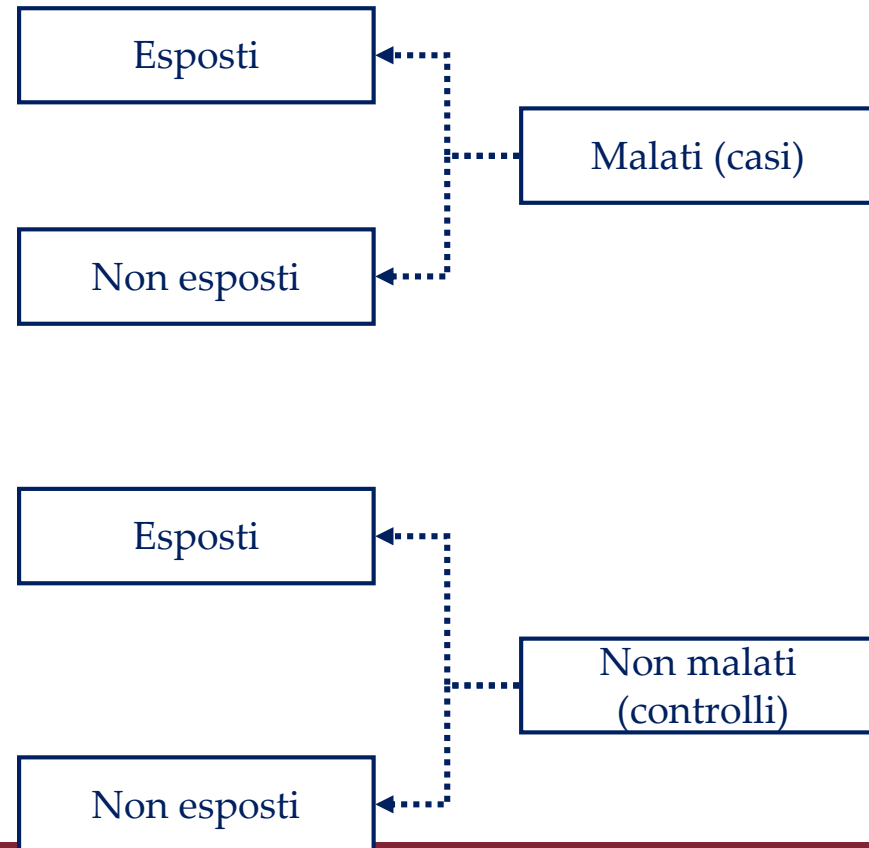 Esposti
Malati (casi)
Non esposti
Esposti
Non malati
(controlli)
Non esposti